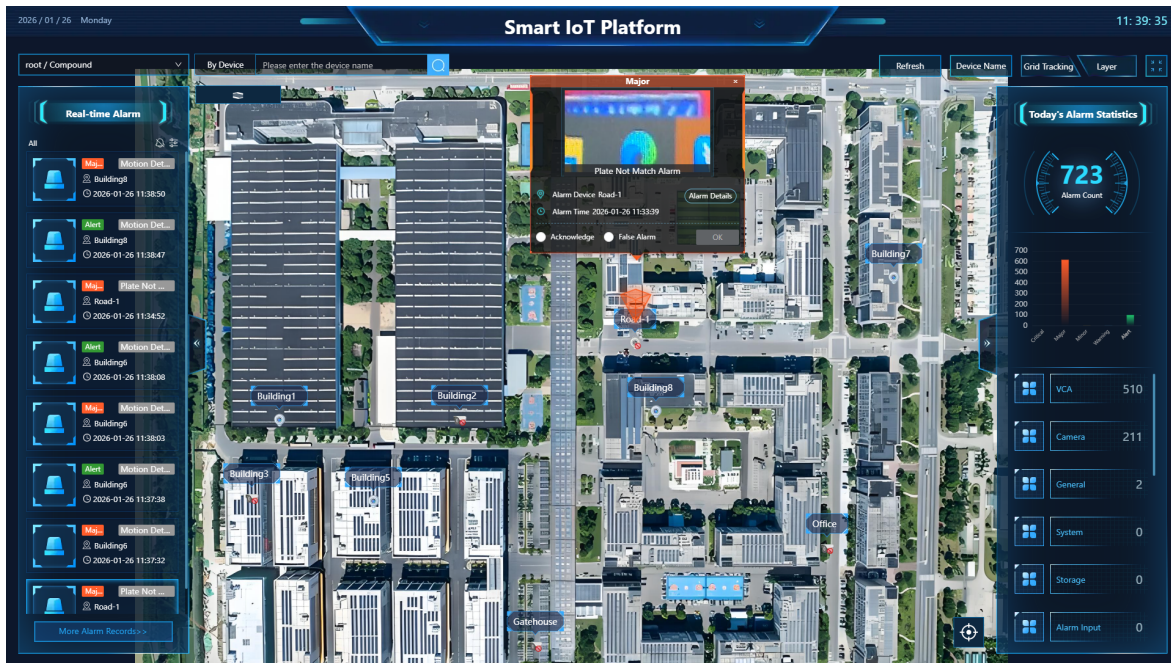 2026 / 01 / 26 Monday
Smart IoT Platform
11: 39: 35
root / Compound
By Device
Please enter the device name
Refresh
Device Name
Grid Tracking
Layer
Real-time Alarm
All
Maj... Motion Det...
Building8
2026-01-26 11:38:50
Alert Motion Det...
Building8
2026-01-26 11:38:47
Maj... Plate Not ...
Road-1
2026-01-26 11:34:52
Alert Motion Det...
Building6
2026-01-26 11:38:08
Maj... Motion Det...
Building6
2026-01-26 11:38:03
Alert Motion Det...
Building6
2026-01-26 11:37:38
Maj... Motion Det...
Building6
2026-01-26 11:37:32
Maj... Plate Not ...
Road-1
More Alarm Records>>
Major ×
Plate Not Match Alarm
Alarm Device Road-1
Alarm Details
Alarm Time 2026-01-26 11:33:39
Acknowledge False Alarm OK
Building7
Road-1
Building8
Building1
Building2
Building3
Building5
Office
Gatehouse
Today's Alarm Statistics
723
Alarm Count
700
600
500
400
300
200
100
0
Critical
Major
Minor
Warning
Alert
VCA 510
Camera 211
General 2
System 0
Storage 0
Alarm Input 0